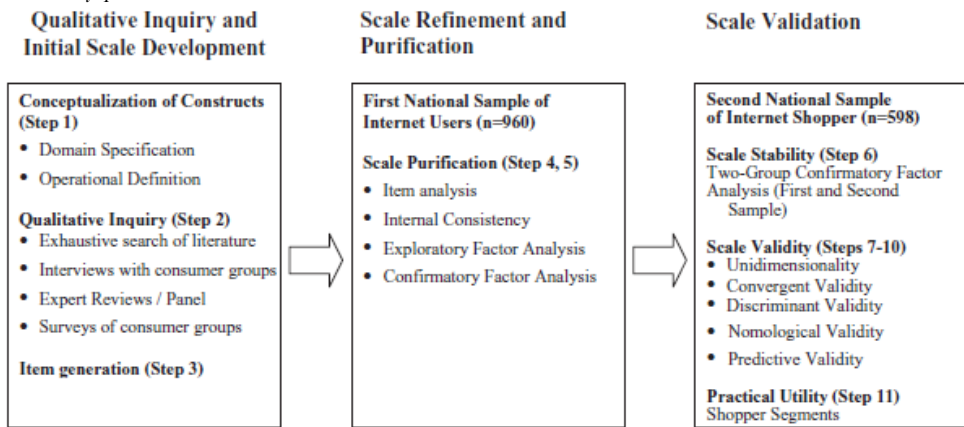 Qualitative Inquiry and
Initial Scale Development
Conceptualization of Constructs
(Step 1)
• Domain Specification
• Operational Definition
Qualitative Inquiry (Step 2)
• Exhaustive search of literature
• Interviews with consumer groups
• Expert Reviews / Panel
• Surveys of consumer groups
Item generation (Step 3)
Scale Refinement and
Purification
First National Sample of
Internet Users (n=960)
Scale Purification (Step 4, 5)
• Item analysis
• Internal Consistency
• Exploratory Factor Analysis
• Confirmatory Factor Analysis
Scale Validation
Second National Sample
of Internet Shopper (n=598)
Scale Stability (Step 6)
Two-Group Confirmatory Factor
Analysis (First and Second
Sample)
Scale Validity (Steps 7-10)
• Unidimensionality
• Convergent Validity
• Discriminant Validity
• Nomological Validity
• Predictive Validity
Practical Utility (Step 11)
Shopper Segments